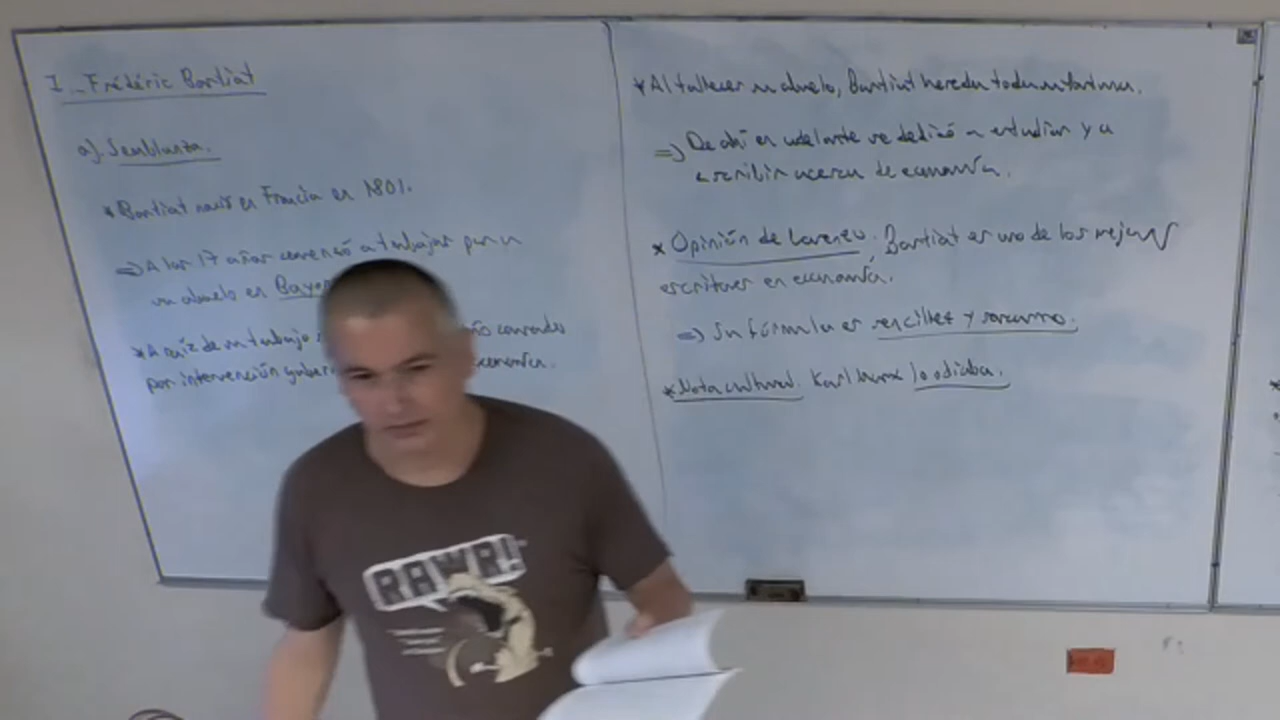 I._ Frédéric Bastiat
a). Semblanza.
* Bastiat nació en Francia en 1801.
=> A los 17 años comenzó a trabajar para
su abuelo en Bayon
* A raíz de su trabajo
por intervención guber
* Al fallecer su abuelo, Bastiat hereda toda su fortuna.
=> De ahí en adelante se dedicó a estudiar y a
escribir acerca de economía.
* Opinión de Lorenzo. Bastiat es uno de los mejores
escritores en economía.
=> Su fórmula es sencillez y sarcasmo.
* Nota cultural. Karl Marx lo odiaba.
RAWR!